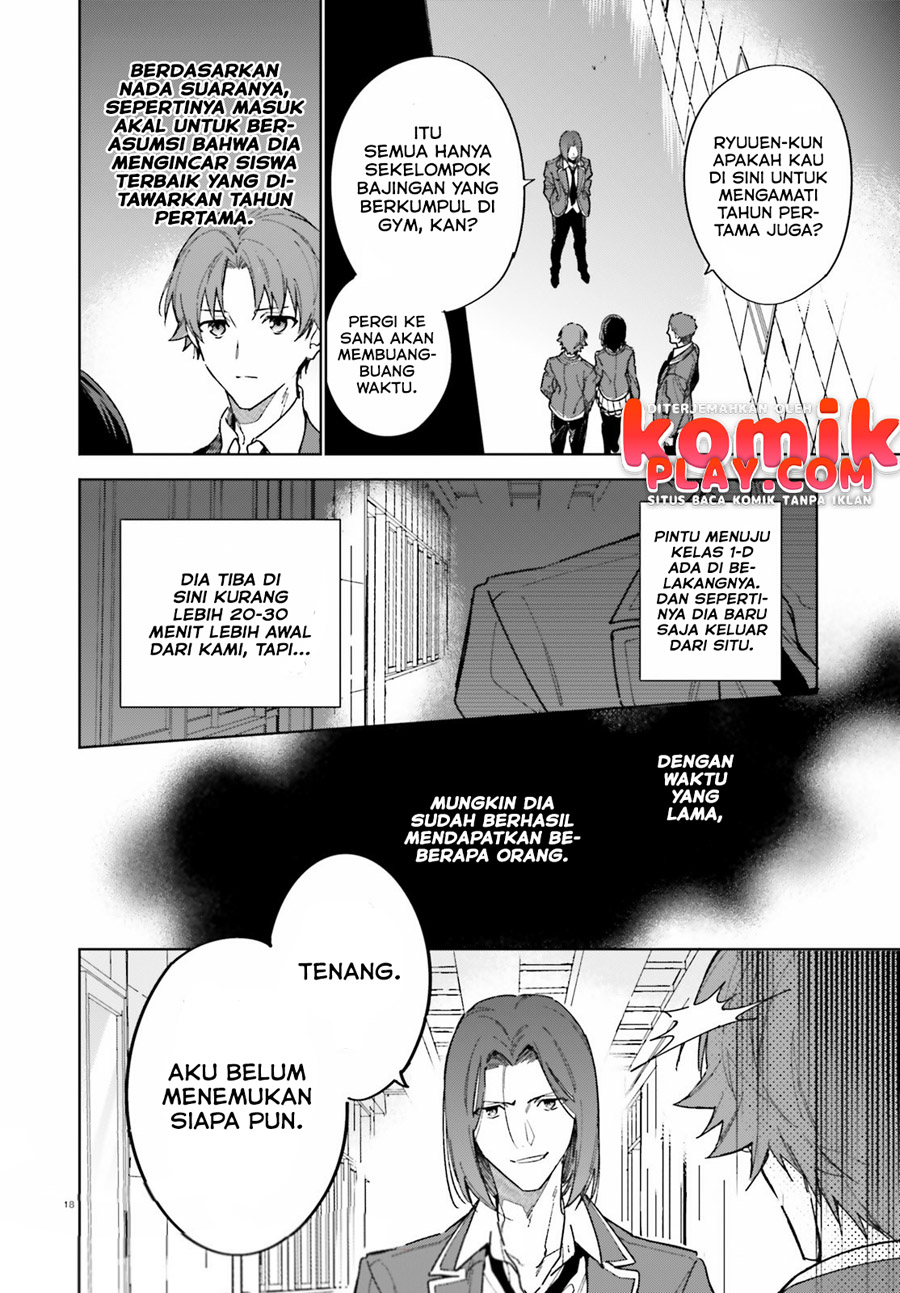 RYUUEN-KUN
APAKAH KAU
DI SINI UNTUK
MENGAMATI
TAHUN PER-
TAMA JUGA?
ITU
SEMUA HANYA
SEKELOMPOK
BAJINGAN YANG
BERKUMPUL DI
GYM, KAN?
PERGI KE
SANA AKAN
MEMBUANG-
BUANG
WAKTU.
BERDASARKAN
NADA SUARANYA,
SEPERTINYA MASUK
AKAL UNTUK BER-
ASUMSI BAHWA DIA
MENGINCAR SISWA
TERBAIK YANG DI-
TAWARKAN TAHUN
PERTAMA.
DITERJEMAHKAN OLEH
komik
PLAY.COM
SITUS BACA KOMIK TANPA IKLAN
PINTU MENUJU
KELAS 1-D
ADA DI BE-
LAKANGNYA.
DAN SEPERTI-
NYA DIA BARU
SAJA KELUAR
DARI SITU.
DIA TIBA DI
SINI KURANG
LEBIH 20-30
MENIT LEBIH AWAL
DARI KAMI, TAPI...
DENGAN
WAKTU
YANG
LAMA,
MUNGKIN DIA
SUDAH BERHASIL
MENDAPATKAN BE-
BERAPA ORANG.
TENANG.
AKU BELUM
MENEMUKAN
SIAPA PUN.
18